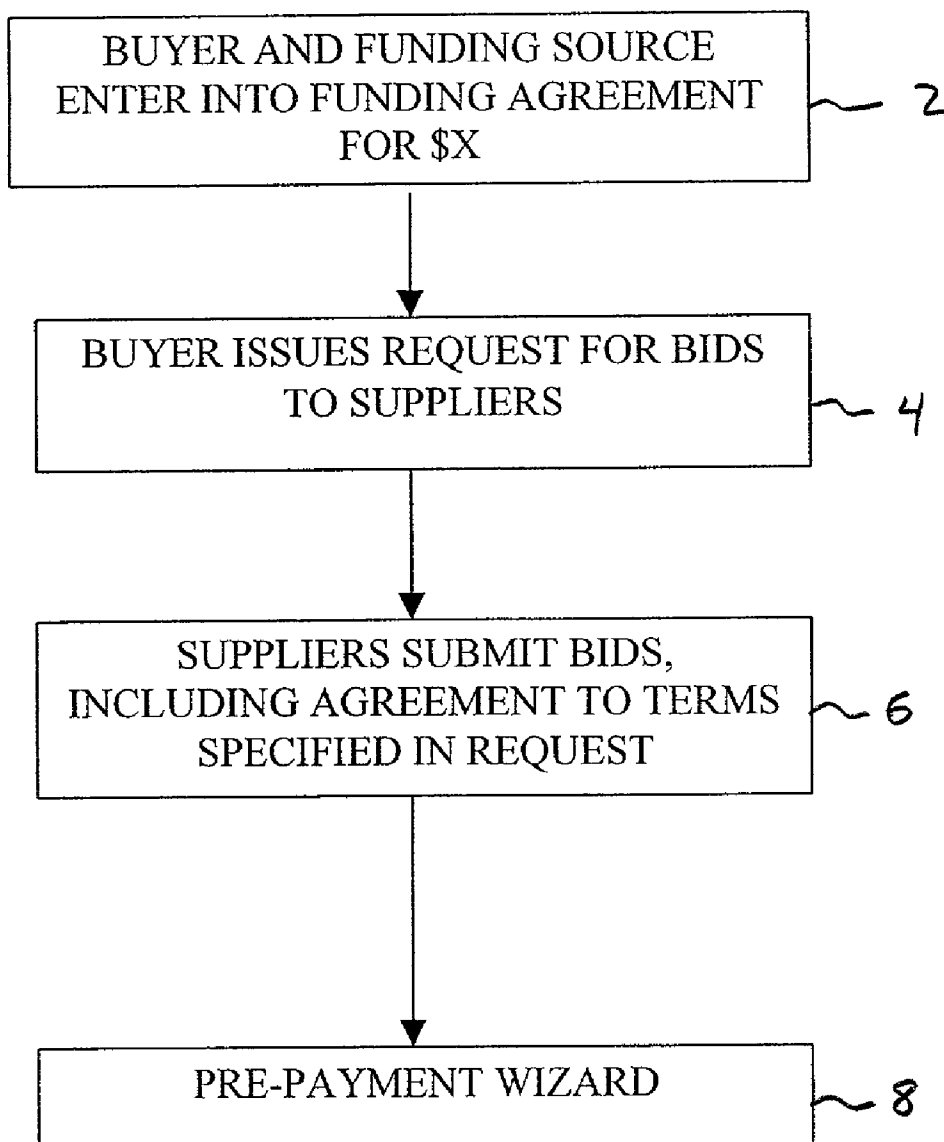 BUYER AND FUNDING SOURCE
ENTER INTO FUNDING AGREEMENT
FOR $X
2
BUYER ISSUES REQUEST FOR BIDS
TO SUPPLIERS
4
SUPPLIERS SUBMIT BIDS,
INCLUDING AGREEMENT TO TERMS
SPECIFIED IN REQUEST
6
PRE-PAYMENT WIZARD
8